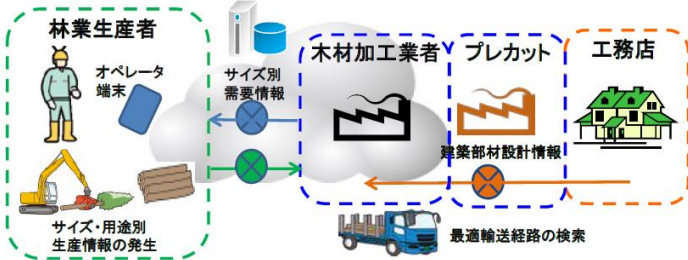 林業生産者
オペレータ
端末
サイズ・用途別
生産情報の発生
サイズ別
需要情報
木材加工業者
プレカット
工務店
建築部材設計情報
最適輸送経路の検索